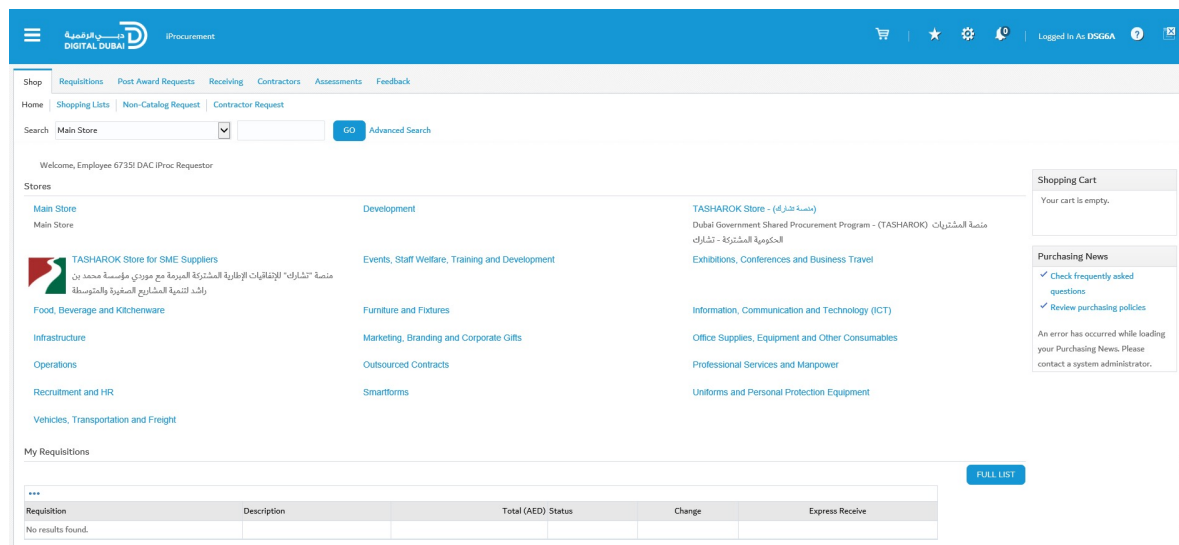 دبـــــي الرقمية
DIGITAL DUBAI
iProcurement
0
Logged In As DSG6A
?
Shop Requisitions Post Award Requests Receiving Contractors Assessments Feedback
Home Shopping Lists Non-Catalog Request Contractor Request
Search Main Store GO Advanced Search
Welcome, Employee 6735! DAC iProc Requestor
Stores
Main Store
Main Store
Development
TASHAROK Store - (منصة تشارك)
Dubai Government Shared Procurement Program - (TASHAROK) منصة المشتريات
الحكومية المشتركة - تشارك
TASHAROK Store for SME Suppliers
منصة "تشارك" للإتفاقيات الإطارية المشتركة المبرمة مع موردي مؤسسة محمد بن
راشد لتنمية المشاريع الصغيرة والمتوسطة
Events, Staff Welfare, Training and Development
Exhibitions, Conferences and Business Travel
Food, Beverage and Kitchenware
Furniture and Fixtures
Information, Communication and Technology (ICT)
Infrastructure
Marketing, Branding and Corporate Gifts
Office Supplies, Equipment and Other Consumables
Operations
Outsourced Contracts
Professional Services and Manpower
Recruitment and HR
Smartforms
Uniforms and Personal Protection Equipment
Vehicles, Transportation and Freight
Shopping Cart
Your cart is empty.
Purchasing News
Check frequently asked
questions
Review purchasing policies
An error has occurred while loading
your Purchasing News. Please
contact a system administrator.
My Requisitions
FULL LIST
Requisition Description Total (AED) Status Change Express Receive
No results found.